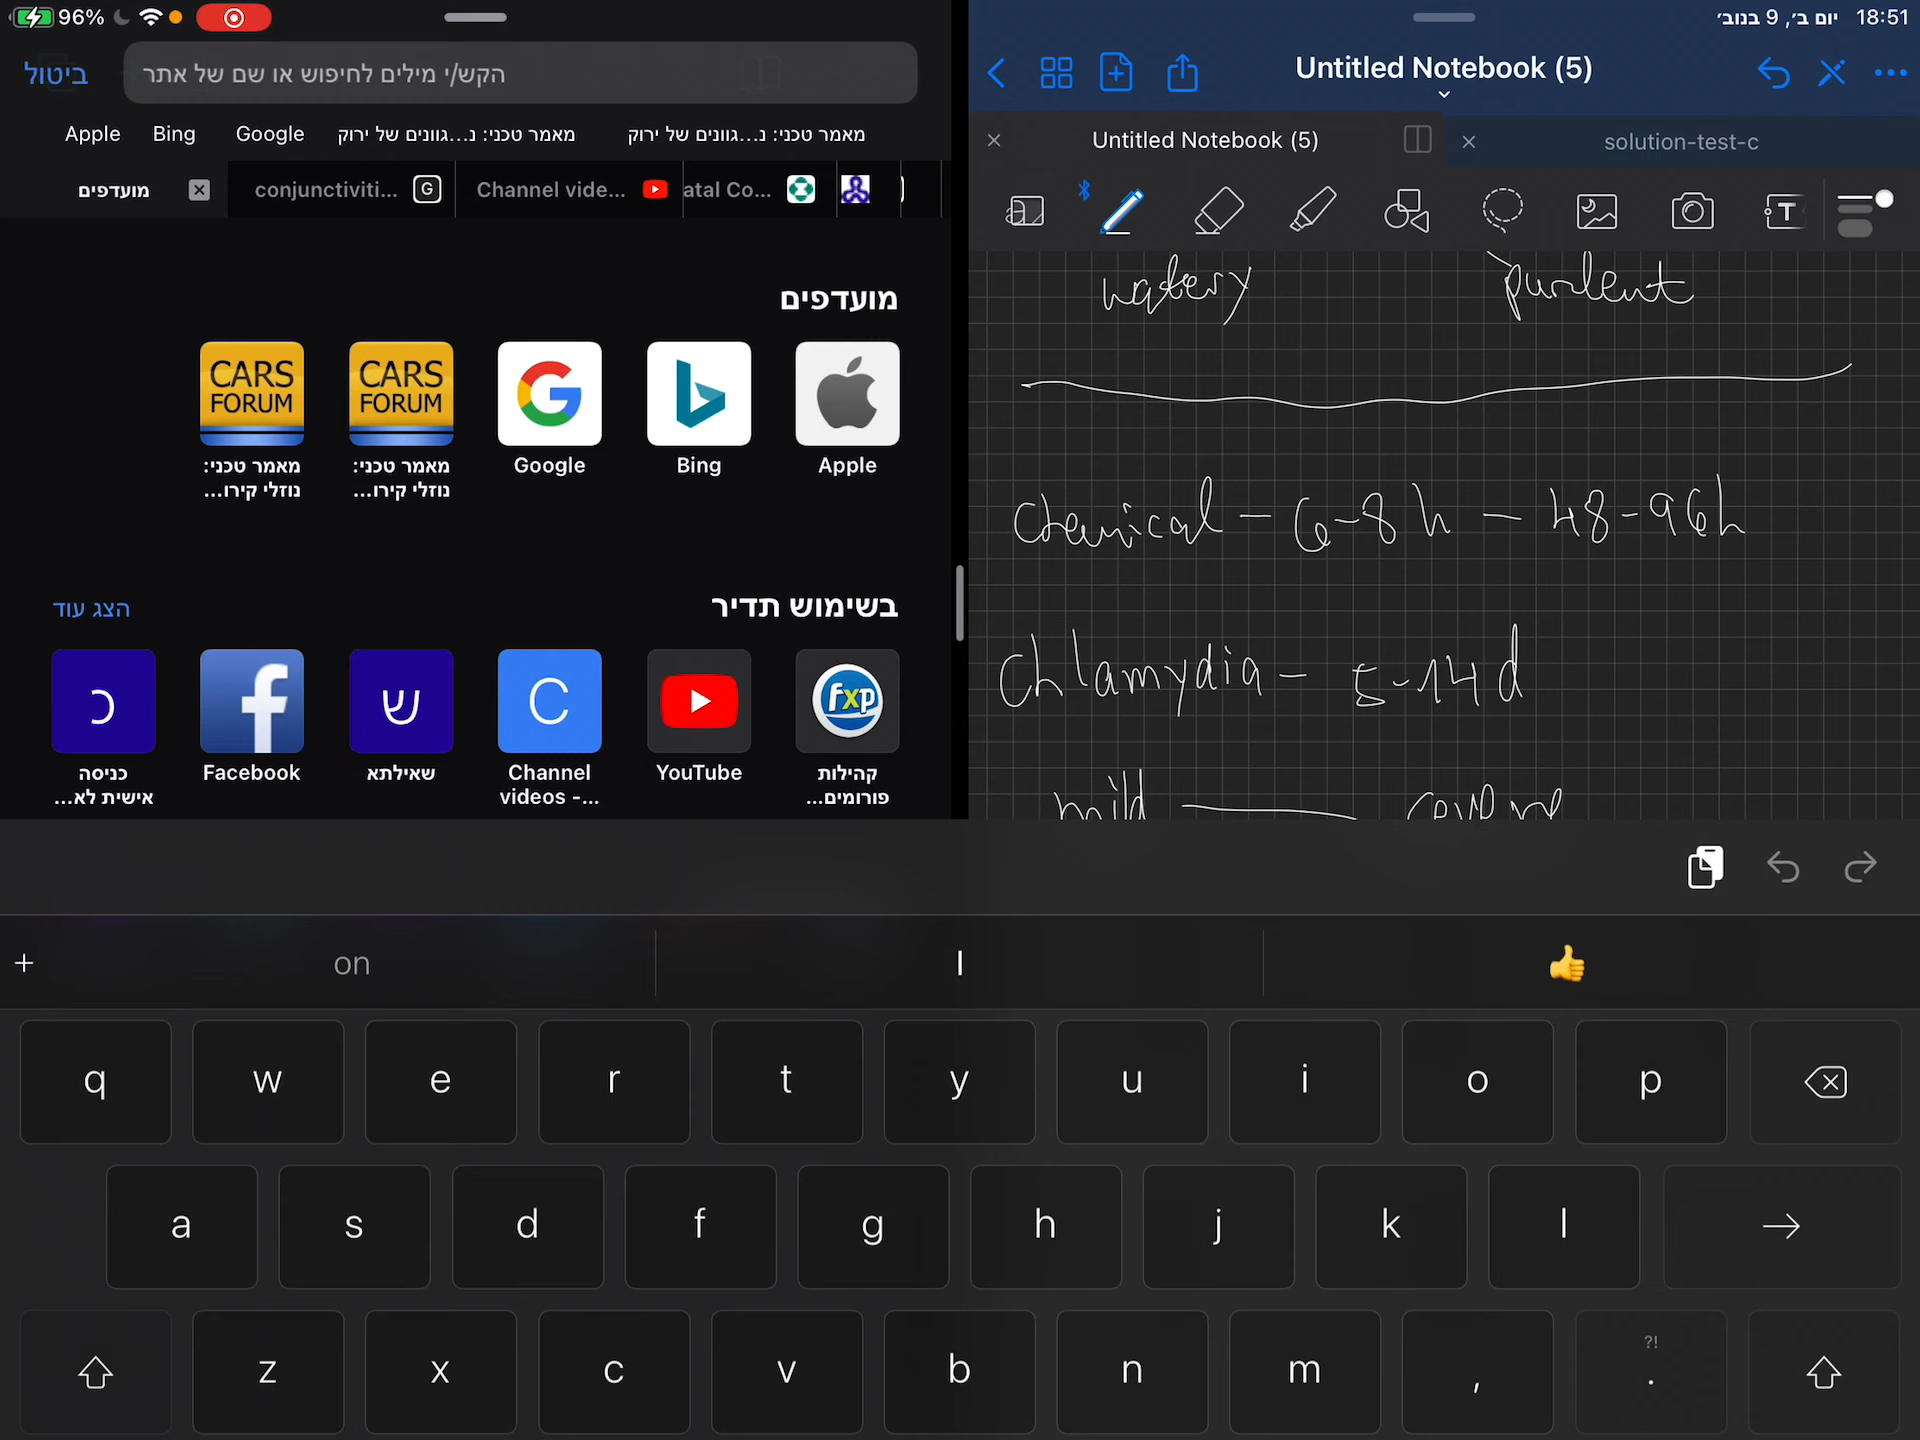 96%
ביטול
הקש/י מילים לחיפוש או שם של אתר
Apple Bing Google מאמר טכני: נ...גוונים של ירוק מאמר טכני: נ...גוונים של ירוק
מועדפים conjunctiviti... G Channel vide... atal Co...
מועדפים
CARS FORUM
מאמר טכני: נוזלי קירו...
CARS FORUM
מאמר טכני: נוזלי קירו...
Google
Bing
Apple
הצג עוד
בשימוש תדיר
כ
כניסה אישית לא...
Facebook
ש
שאילתא
C
Channel videos -...
YouTube
fxp
קהילות פורומים...
יום ב׳, 9 בנוב׳ 18:51
Untitled Notebook (5)
Untitled Notebook (5) solution-test-c
T
watery purulent
Chemical – 6-8h – 48-96h
Chlamydia – 5-14d
mild severe
+ on I 👍
q w e r t y u i o p
a s d f g h j k l
z x c v b n m , ?! .